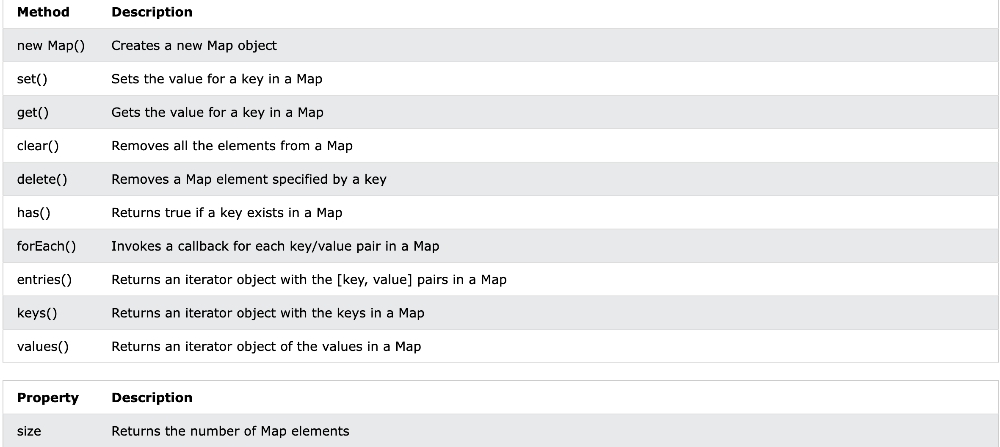 Method Description
new Map() Creates a new Map object
set() Sets the value for a key in a Map
get() Gets the value for a key in a Map
clear() Removes all the elements from a Map
delete() Removes a Map element specified by a key
has() Returns true if a key exists in a Map
forEach() Invokes a callback for each key/value pair in a Map
entries() Returns an iterator object with the [key, value] pairs in a Map
keys() Returns an iterator object with the keys in a Map
values() Returns an iterator object of the values in a Map
Property Description
size Returns the number of Map elements